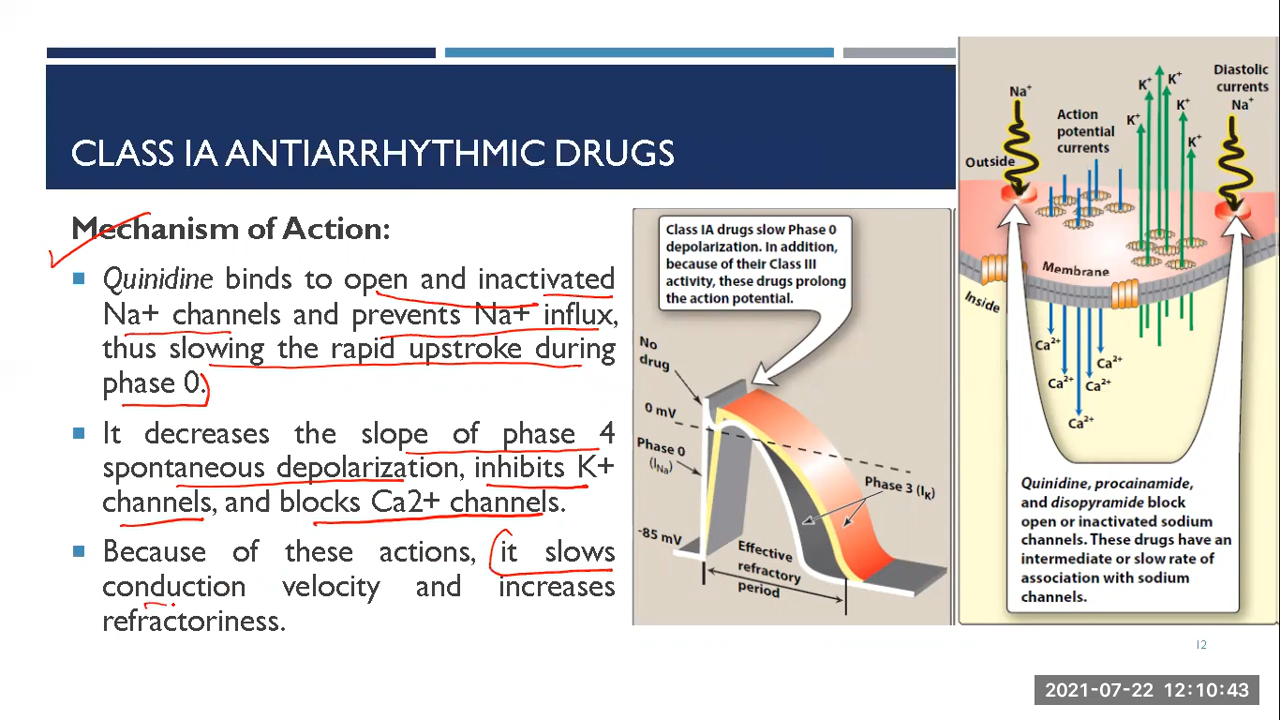 CLASS IA ANTIARRHYTHMIC DRUGS
Mechanism of Action:
Quinidine binds to open and inactivated
Na+ channels and prevents Na+ influx,
thus slowing the rapid upstroke during
phase 0.
It decreases the slope of phase 4
spontaneous depolarization, inhibits K+
channels, and blocks Ca2+ channels.
Because of these actions, it slows
conduction velocity and increases
refractoriness.
Class IA drugs slow Phase 0
depolarization. In addition,
because of their Class III
activity, these drugs prolong
the action potential.
No
drug
0 mV
Phase 0
(INa)
-85 mV
Phase 3 (IK)
Effective
refractory
period
Diastolic
currents
Na+
Na+
Action
potential
currents
K+
K+
K+
K+
K+
Outside
Membrane
Inside
Ca2+
Ca2+
Ca2+
Ca2+
Ca2+
Quinidine, procainamide,
and disopyramide block
open or inactivated sodium
channels. These drugs have an
intermediate or slow rate of
association with sodium
channels.
12
2021-07-22 12:10:43